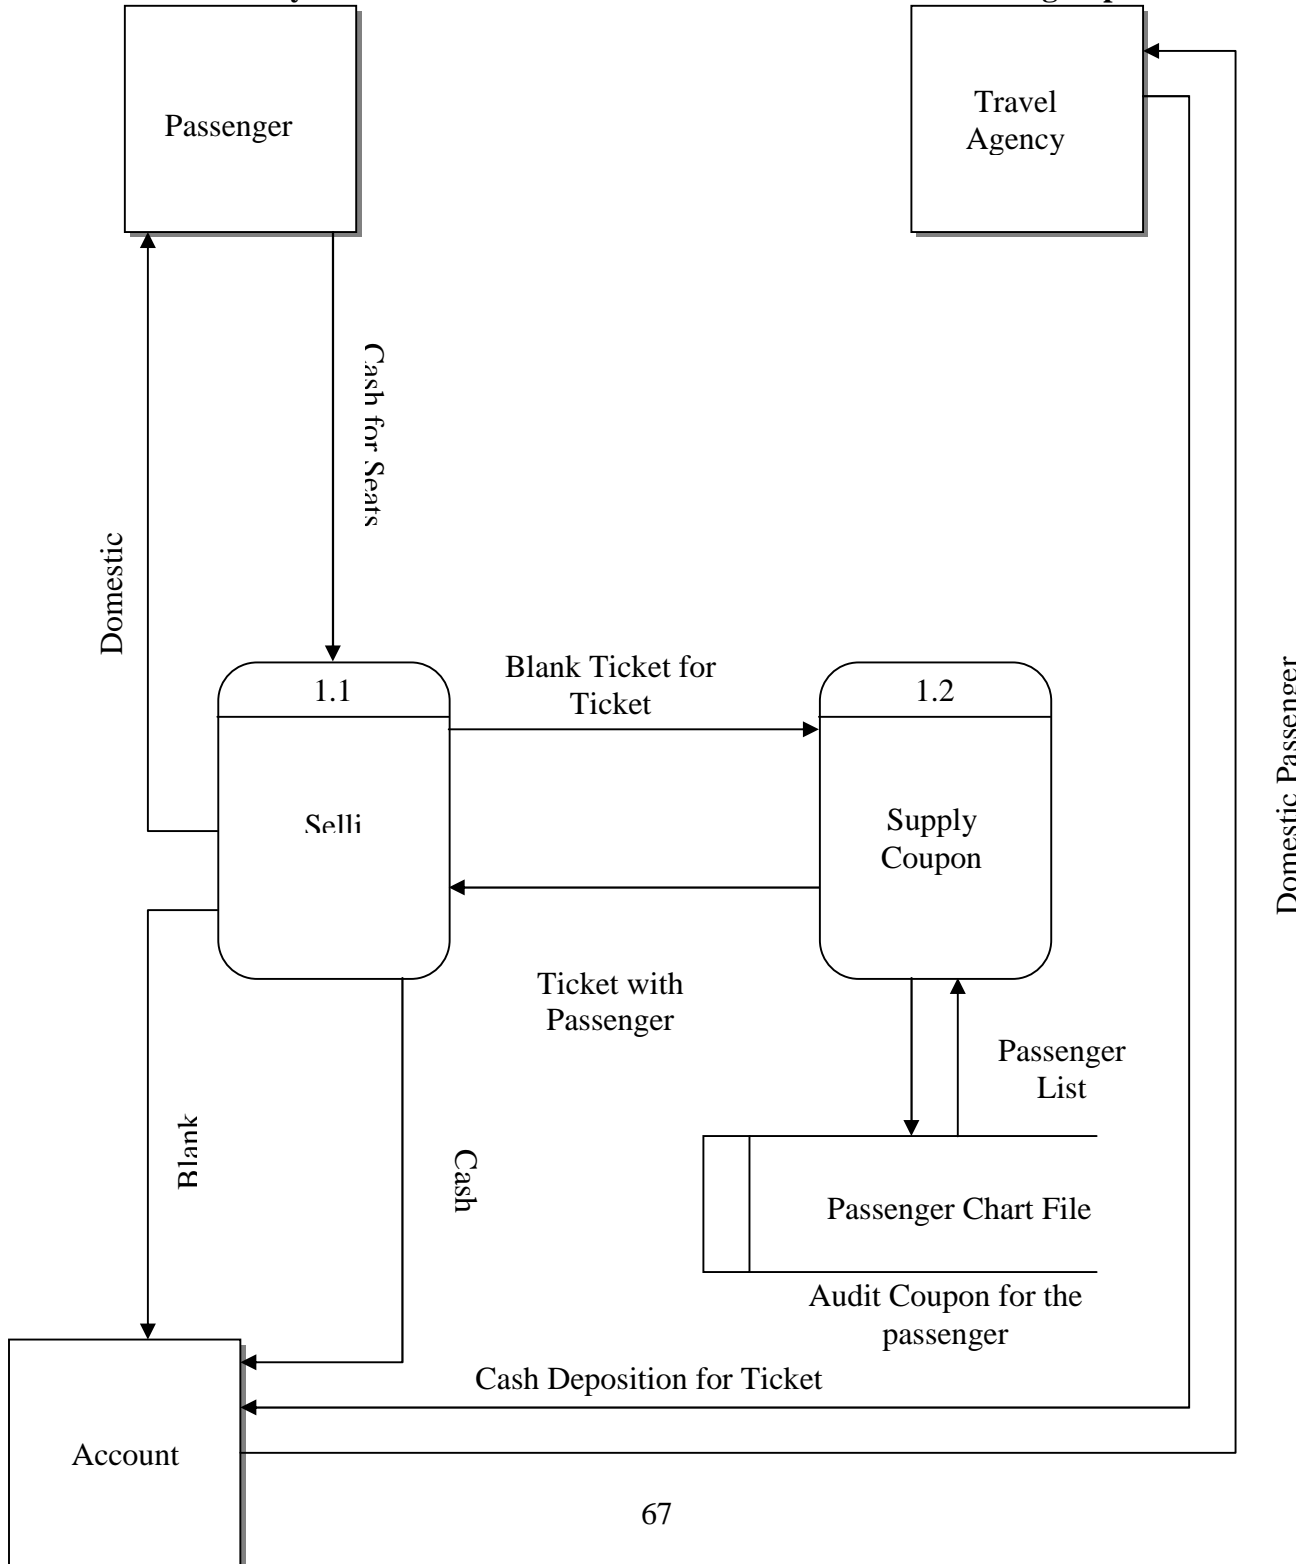 Passenger
Travel
Agency
Cash for Seats
Domestic
Blank Ticket for
Ticket
1.1
1.2
Domestic Passenger
Selli
Supply
Coupon
Ticket with
Passenger
Passenger
List
Blank
Cash
Passenger Chart File
Audit Coupon for the
passenger
Cash Deposition for Ticket
Account
67